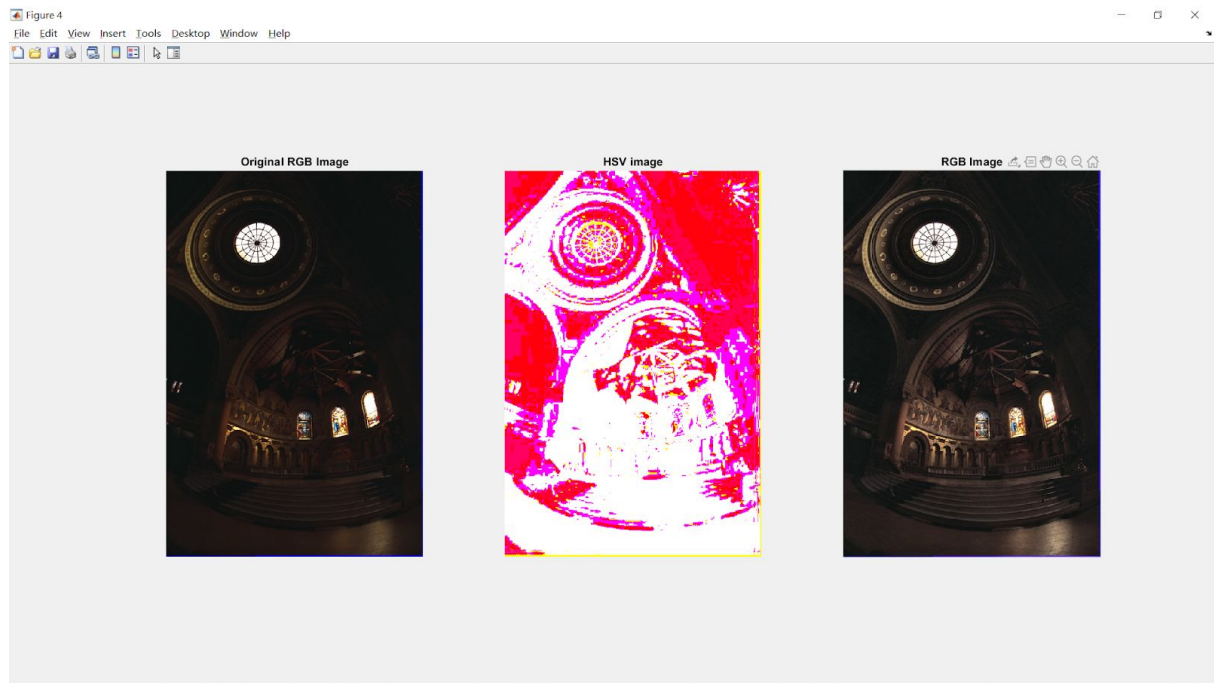 Figure 4
File Edit View Insert Tools Desktop Window Help
Original RGB Image
HSV image
RGB Image